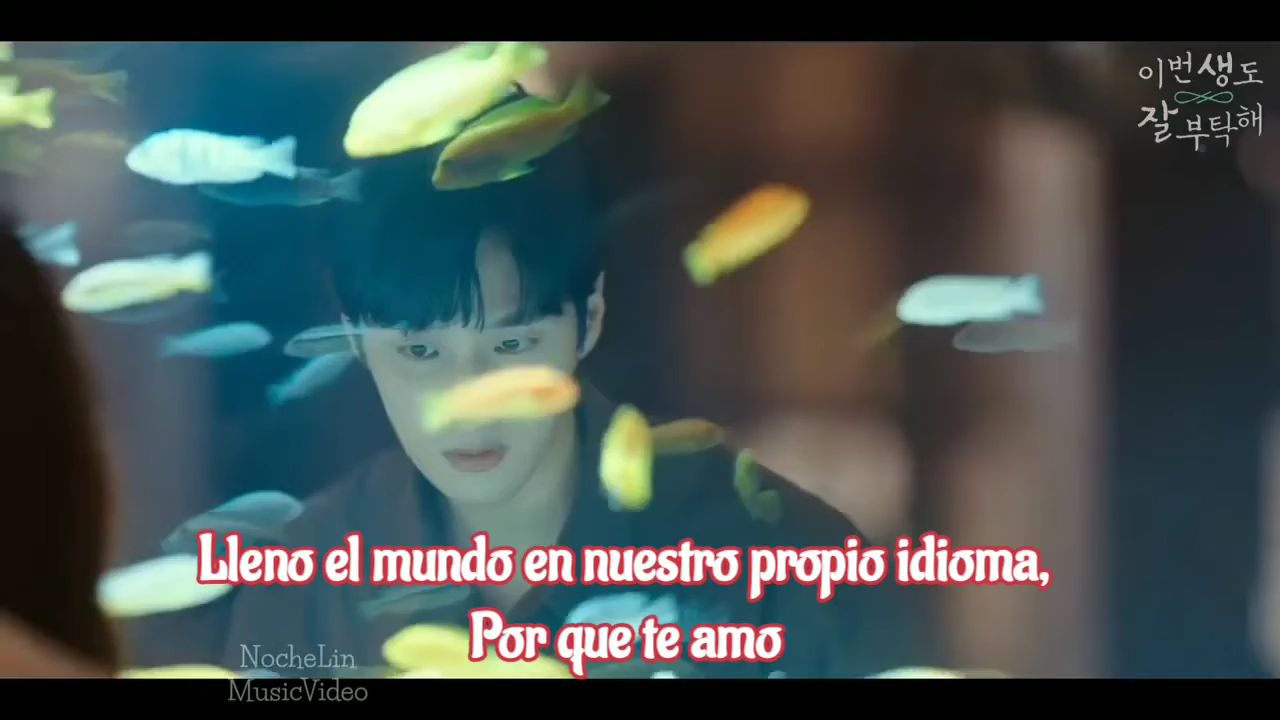 이번 생도
잘 부탁해
Lleno el mundo en nuestro propio idioma,
Por que te amo
NocheLin
MusicVideo